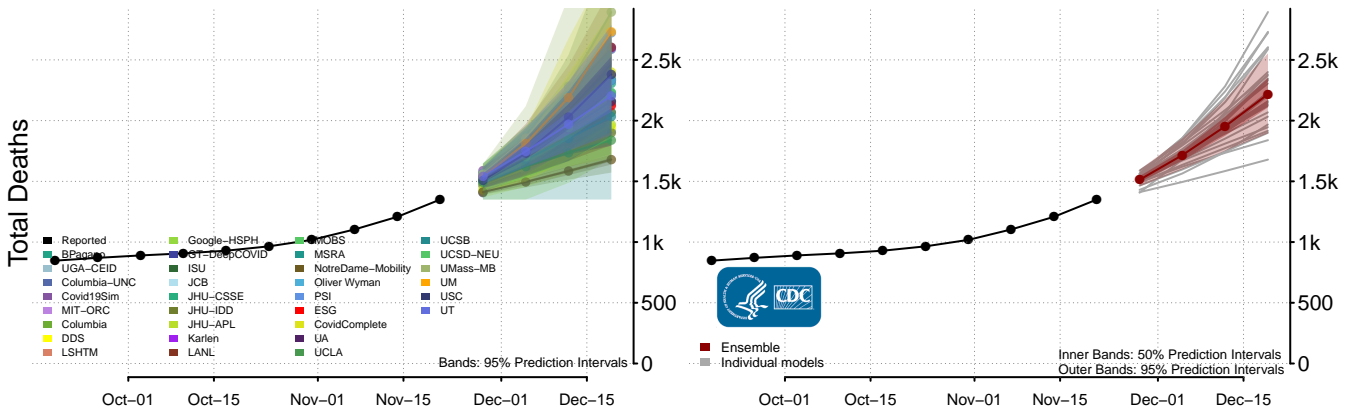 Total Deaths
2.5k
2k
1.5k
1k
500
0
Reported
BPagano
UGA–CEID
Columbia–UNC
Covid19Sim
MIT–ORC
Columbia
DDS
LSHTM
Google–HSPH
GT–DeepCOVID
ISU
JCB
JHU–CSSE
JHU–IDD
JHU–APL
Karlen
LANL
MOBS
MSRA
NotreDame–Mobility
Oliver Wyman
PSI
ESG
CovidComplete
UA
UCLA
UCSB
UCSD–NEU
UMass–MB
UM
USC
UT
Bands: 95% Prediction Intervals
Oct–01
Oct–15
Nov–01
Nov–15
Dec–01
Dec–15
2.5k
2k
1.5k
1k
500
0
CDC
Ensemble
Individual models
Inner Bands: 50% Prediction Intervals
Outer Bands: 95% Prediction Intervals
Oct–01
Oct–15
Nov–01
Nov–15
Dec–01
Dec–15